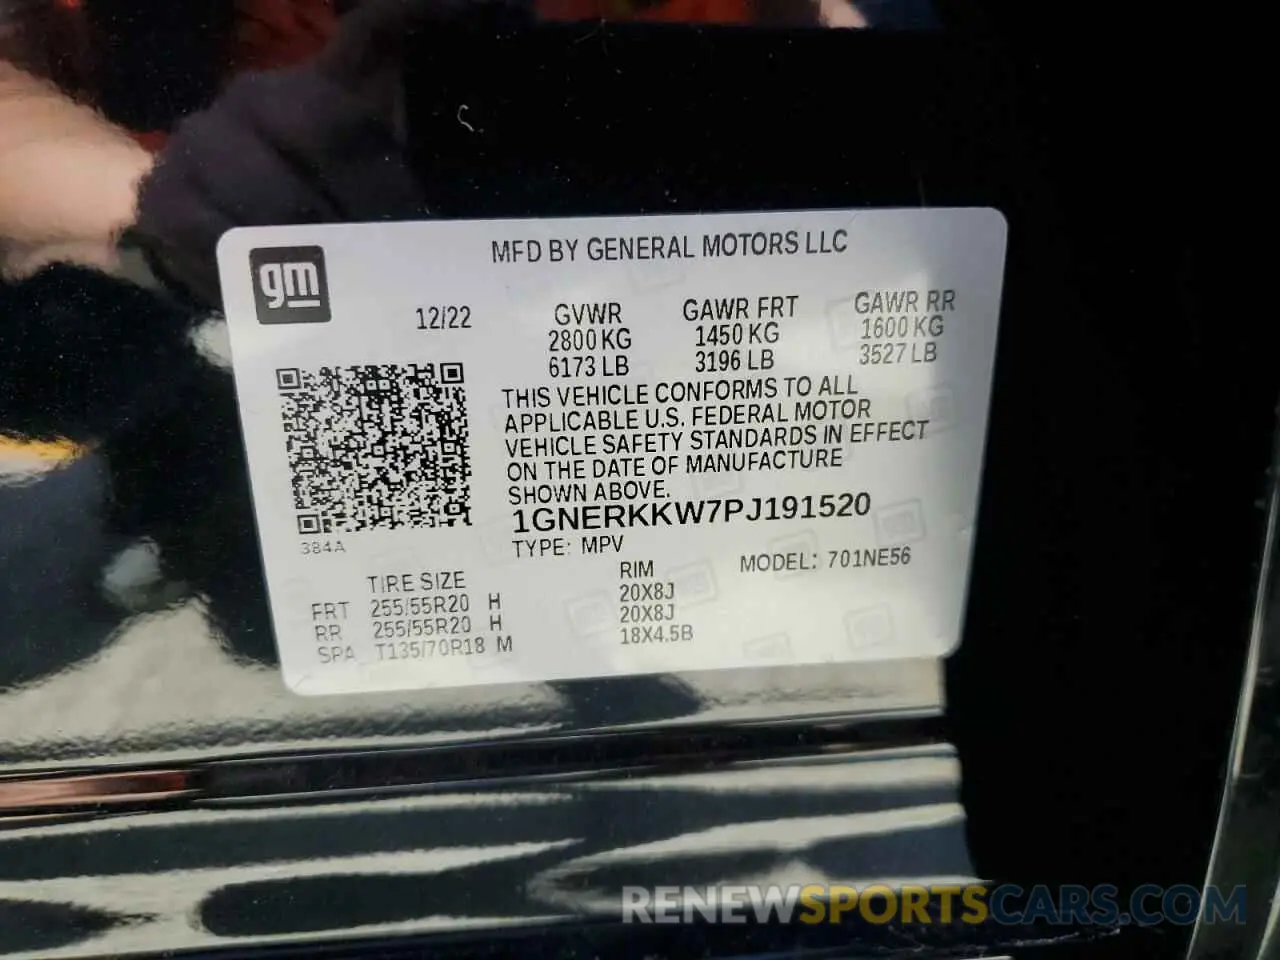 gm
MFD BY GENERAL MOTORS LLC
12/22 GVWR GAWR FRT GAWR RR
2800 KG 1450 KG 1600 KG
6173 LB 3196 LB 3527 LB
THIS VEHICLE CONFORMS TO ALL
APPLICABLE U.S. FEDERAL MOTOR
VEHICLE SAFETY STANDARDS IN EFFECT
ON THE DATE OF MANUFACTURE
SHOWN ABOVE.
1GNERKKW7PJ191520
384A
TYPE: MPV MODEL: 701NE56
TIRE SIZE RIM
FRT 255/55R20 H 20X8J
RR 255/55R20 H 20X8J
SPA T135/70R18 M 18X4.5B
RENEWSPORTSCARS.COM